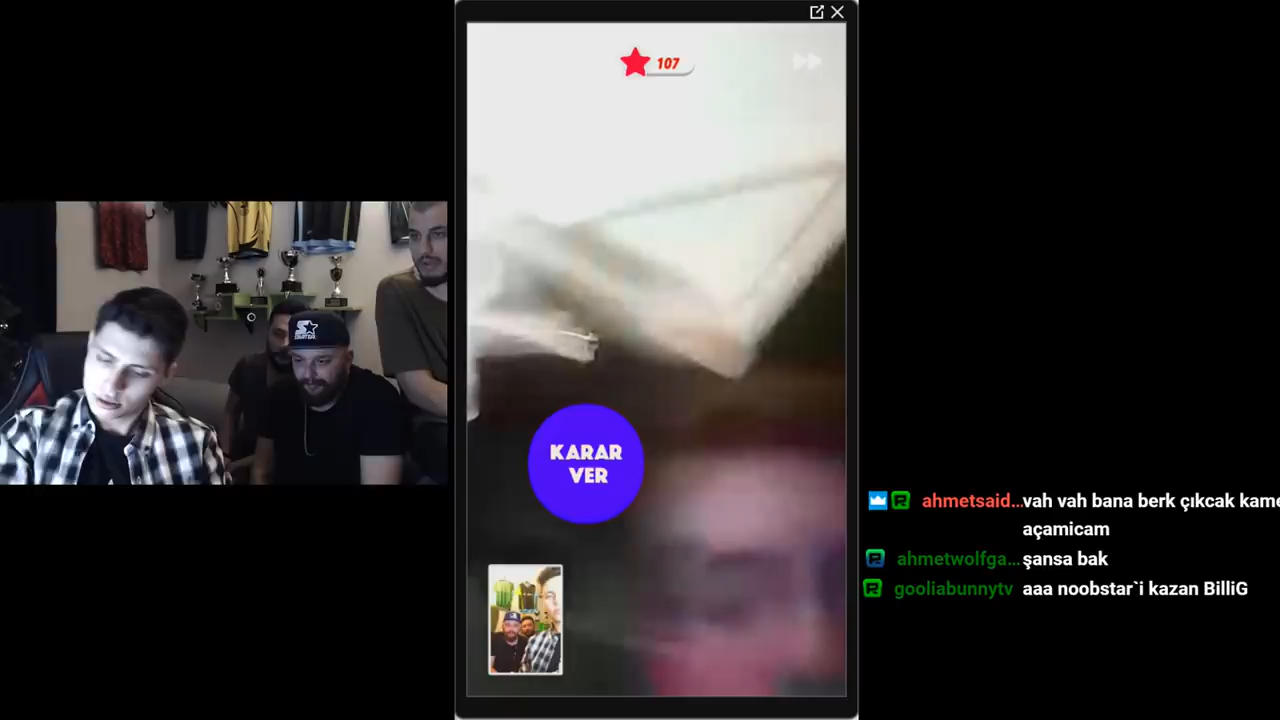 107
KARAR
VER
ahmetsaid...vah vah bana berk çıkcak kame
açamicam
ahmetwolfga...şansa bak
gooliabunnytv aaa noobstar`i kazan BilliG